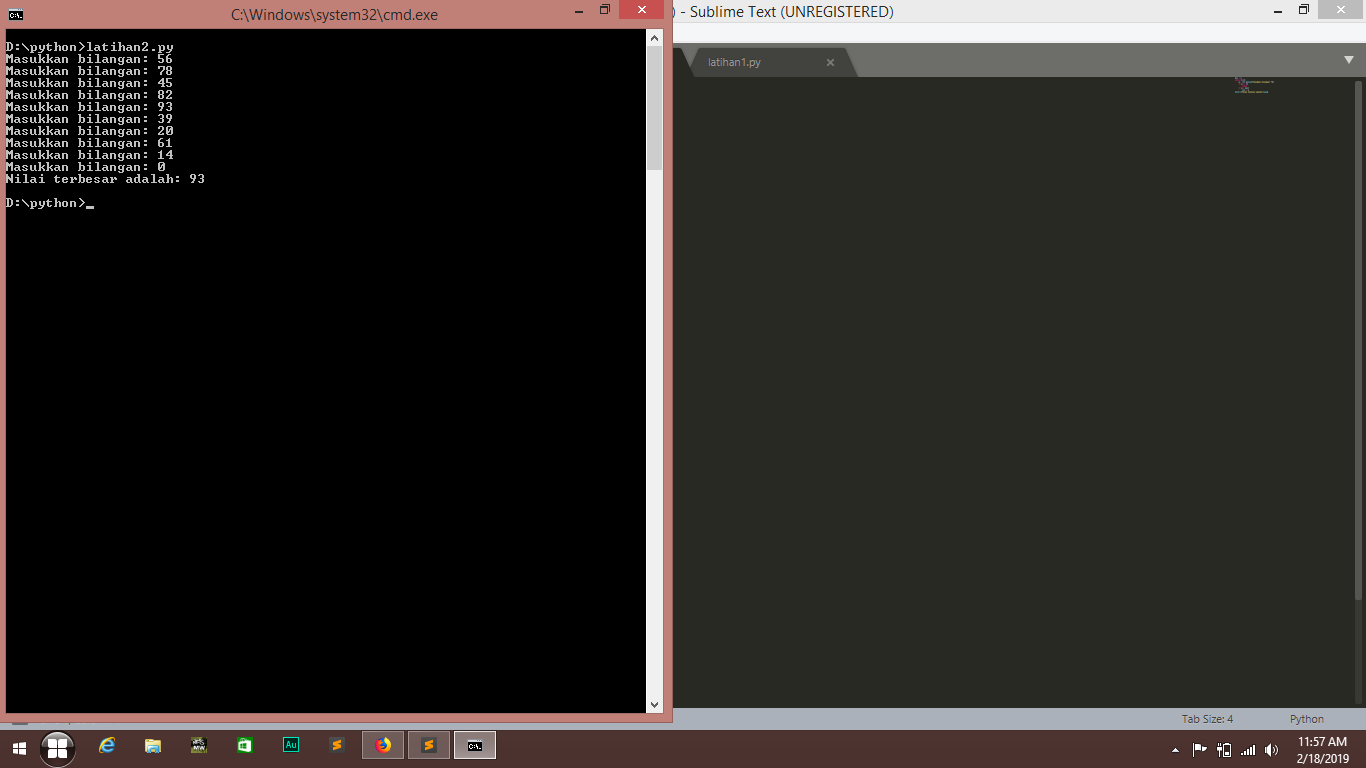 C:\Windows\system32\cmd.exe
D:\python>latihan2.py
Masukkan bilangan: 56
Masukkan bilangan: 78
Masukkan bilangan: 45
Masukkan bilangan: 82
Masukkan bilangan: 93
Masukkan bilangan: 39
Masukkan bilangan: 20
Masukkan bilangan: 61
Masukkan bilangan: 14
Masukkan bilangan: 0
Nilai terbesar adalah: 93
D:\python>_
) - Sublime Text (UNREGISTERED)
latihan1.py
Tab Size: 4 Python
Au
11:57 AM
2/18/2019